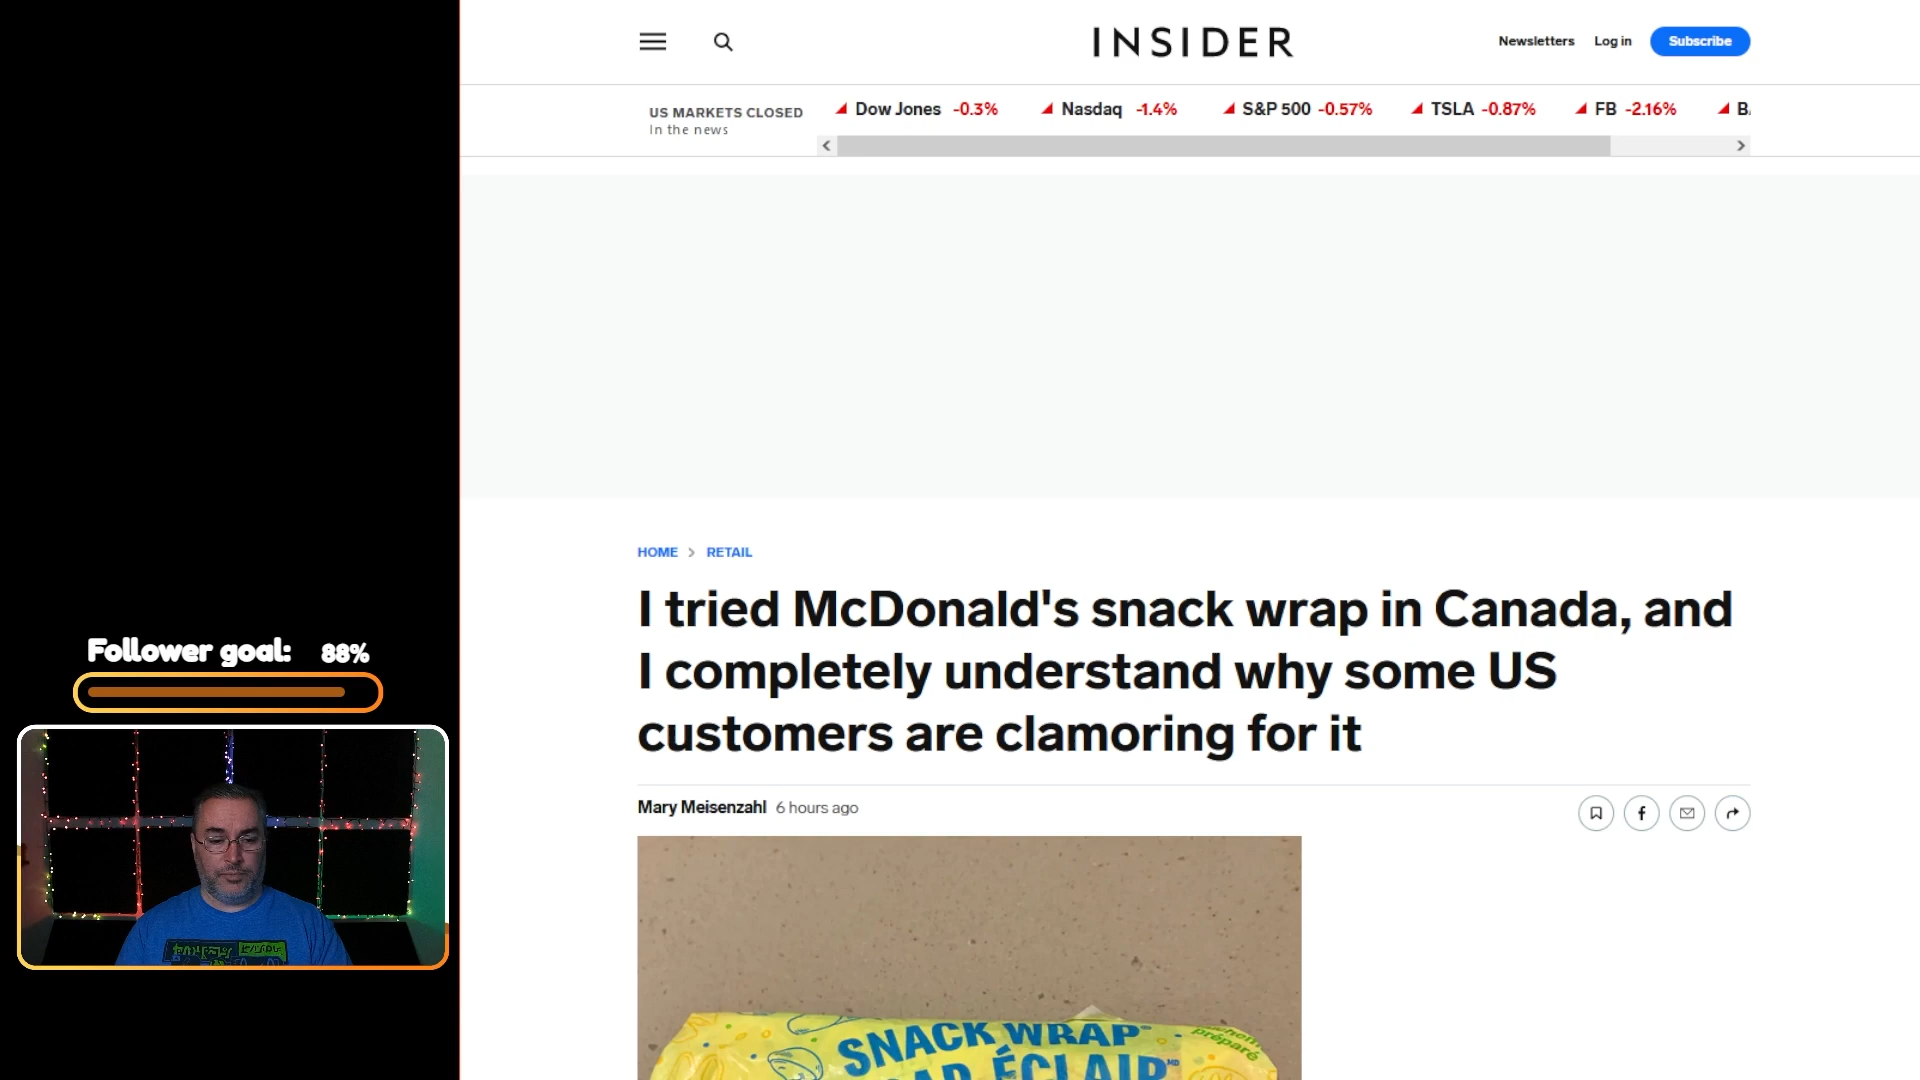 INSIDER
Newsletters Log in Subscribe
US MARKETS CLOSED
In the news
Dow Jones -0.3% Nasdaq -1.4% S&P 500 -0.57% TSLA -0.87% FB -2.16% B
HOME > RETAIL
I tried McDonald's snack wrap in Canada, and
I completely understand why some US
customers are clamoring for it
Mary Meisenzahl 6 hours ago
Follower goal: 88%
SNACK WRAP
ÉCLAIR
préparé